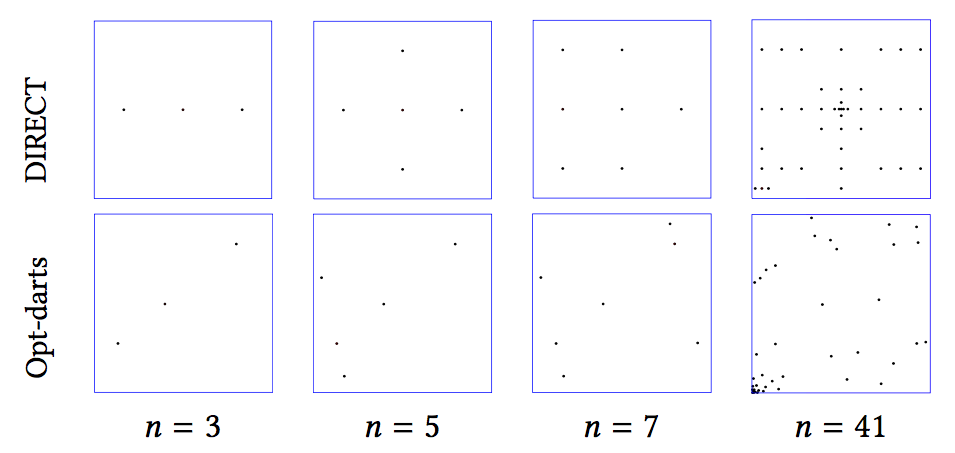 DIRECT
Opt-darts
n = 3
n = 5
n = 7
n = 41